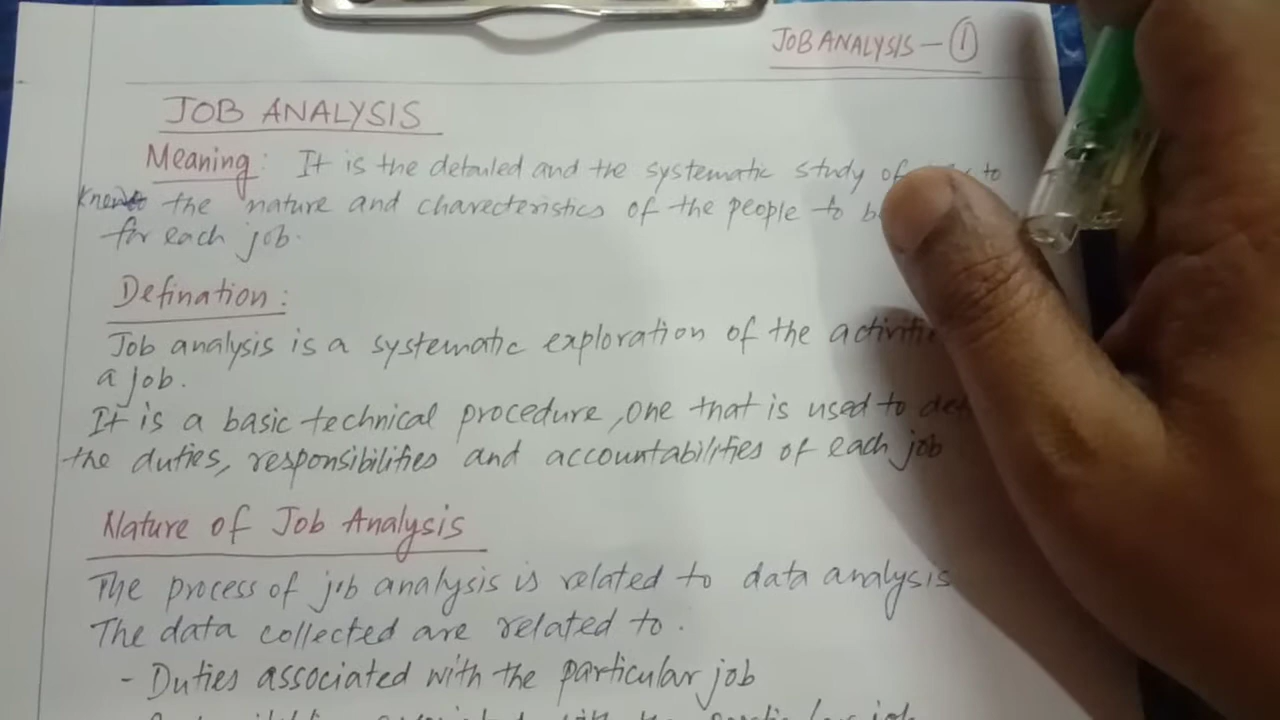 JOB ANALYSIS - 1
JOB ANALYSIS
Meaning: It is the detailed and the systematic study of to
know the nature and charecteristics of the people to
for each job.
Defination:
Job analysis is a systematic exploration of the
a job.
It is a basic technical procedure, one that is used to
the duties, responsibilities and accountabilities of each job
Nature of Job Analysis
The process of job analysis is related to data analysis
The data collected are related to.
- Duties associated with the particular job